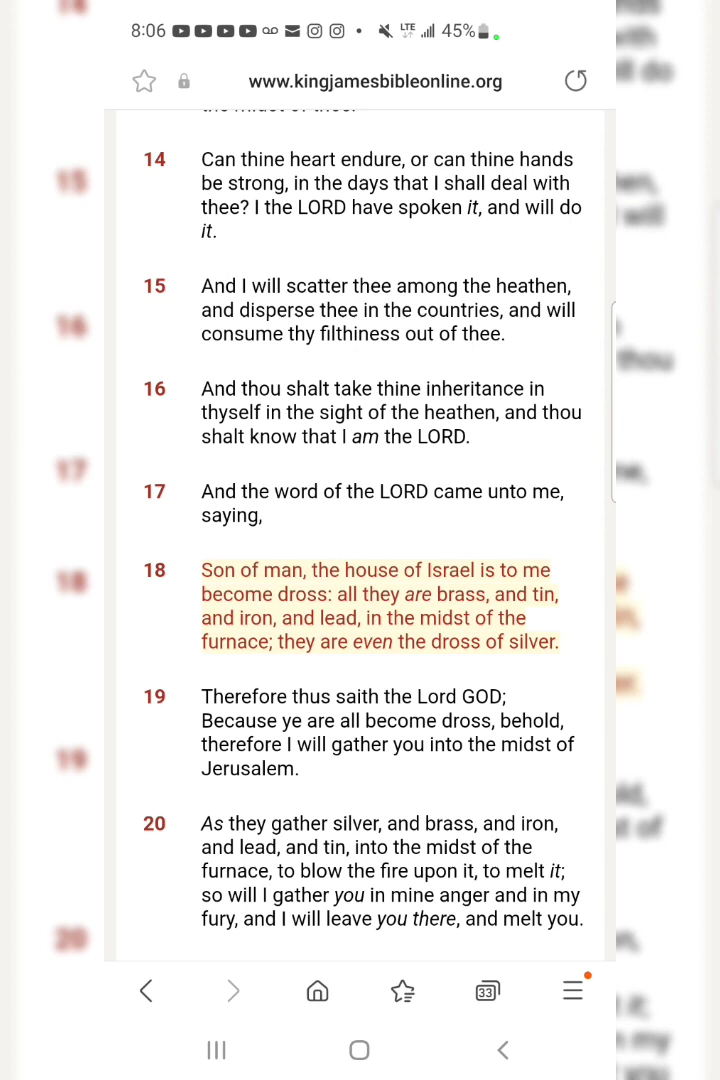 8:06 LTE 45%
www.kingjamesbibleonline.org
14 Can thine heart endure, or can thine hands
be strong, in the days that I shall deal with
thee? I the LORD have spoken it, and will do
it.
15 And I will scatter thee among the heathen,
and disperse thee in the countries, and will
consume thy filthiness out of thee.
16 And thou shalt take thine inheritance in
thyself in the sight of the heathen, and thou
shalt know that I am the LORD.
17 And the word of the LORD came unto me,
saying,
18 Son of man, the house of Israel is to me
become dross: all they are brass, and tin,
and iron, and lead, in the midst of the
furnace; they are even the dross of silver.
19 Therefore thus saith the Lord GOD;
Because ye are all become dross, behold,
therefore I will gather you into the midst of
Jerusalem.
20 As they gather silver, and brass, and iron,
and lead, and tin, into the midst of the
furnace, to blow the fire upon it, to melt it;
so will I gather you in mine anger and in my
fury, and I will leave you there, and melt you.
33